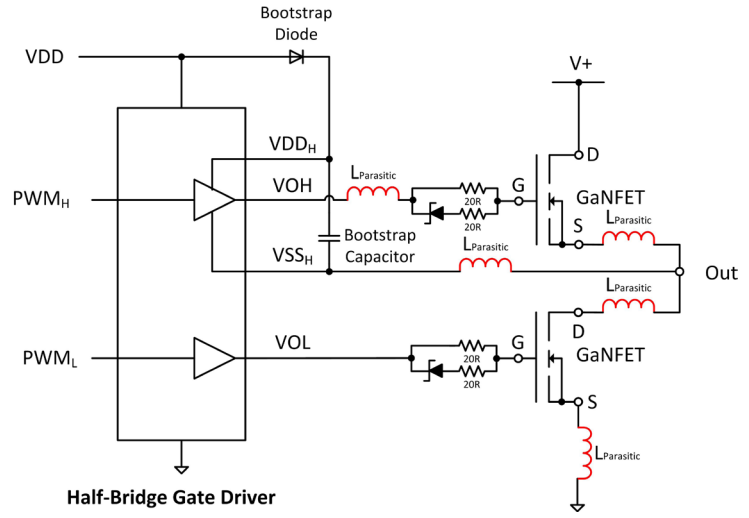 Bootstrap
Diode
VDD
V+
VDDH
D
LParasitic
G
GaNFET
PWMH
VOH
20R
20R
S
LParasitic
Bootstrap
Capacitor
LParasitic
VSSH
Out
LParasitic
D
VOL
G
GaNFET
PWML
20R
20R
S
LParasitic
Half-Bridge Gate Driver